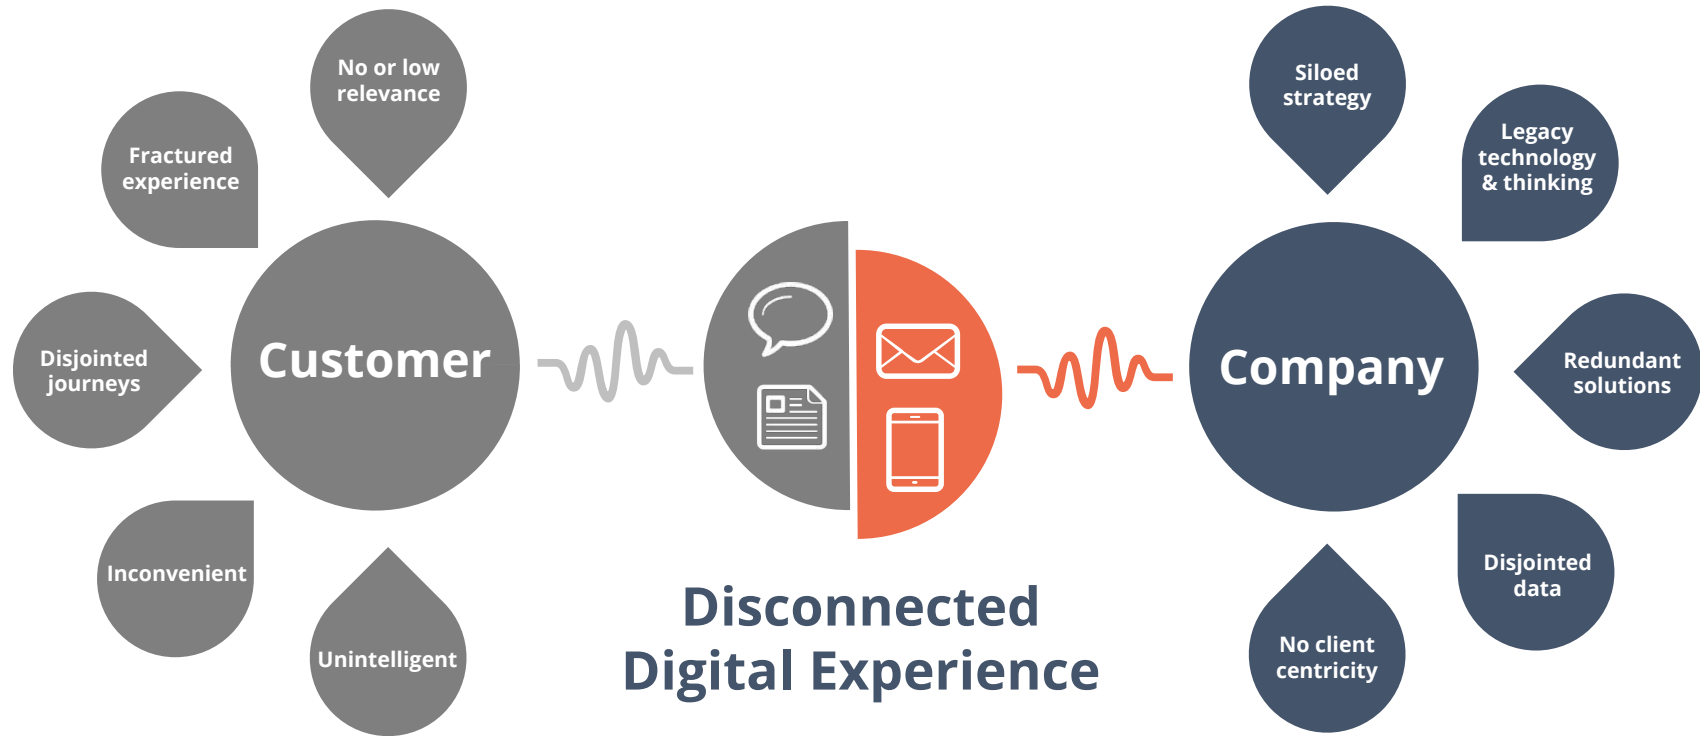 No or low
relevance
Fractured
experience
Customer
Disjointed
journeys
Inconvenient
Unintelligent
Disconnected
Digital Experience
Siloed
strategy
Legacy
technology
& thinking
Company
Redundant
solutions
Disjointed
data
No client
centricity